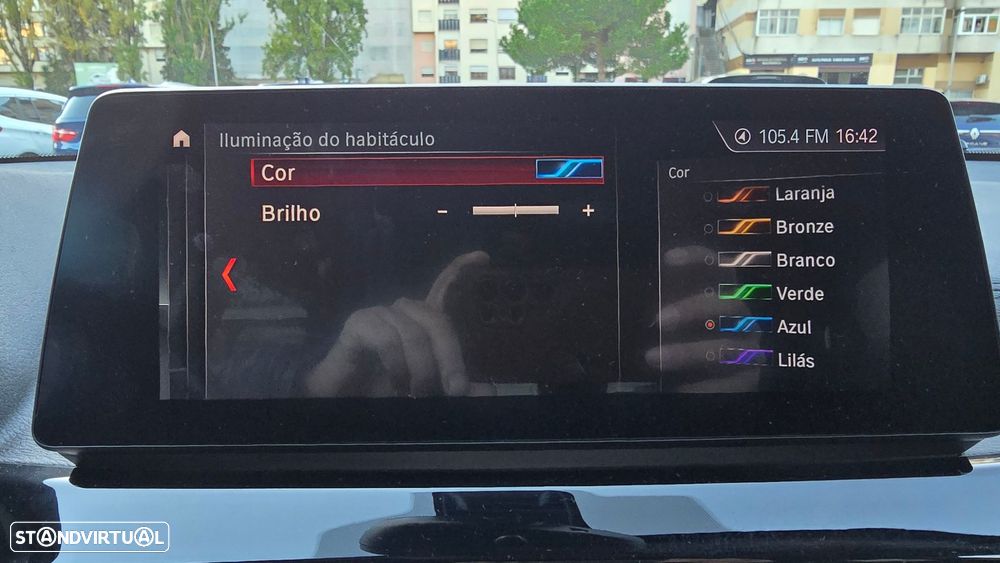 Iluminação do habitáculo
105.4 FM 16:42
Cor
Brilho - +
Cor
Laranja
Bronze
Branco
Verde
Azul
Lilás
STANDVIRTUAL